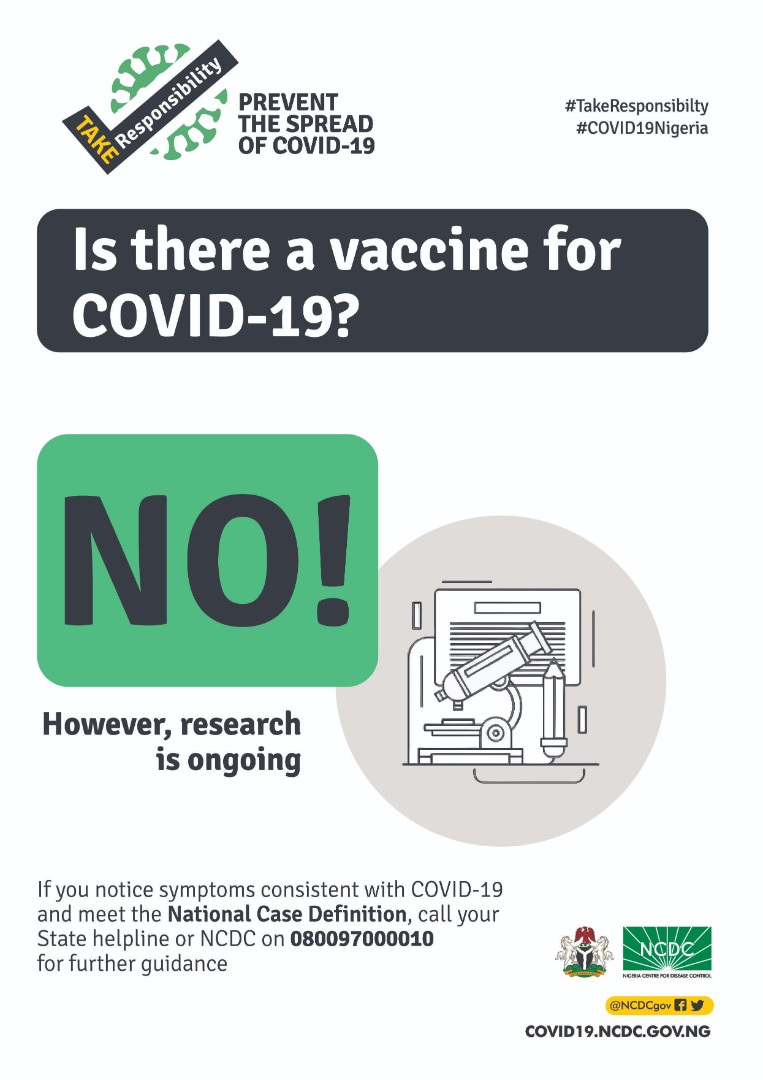 TAKE Responsibility
PREVENT
THE SPREAD
OF COVID-19
#TakeResponsibilty
#COVID19Nigeria
Is there a vaccine for
COVID-19?
NO!
However, research
is ongoing
If you notice symptoms consistent with COVID-19
and meet the National Case Definition, call your
State helpline or NCDC on 080097000010
for further guidance
NCDC
NIGERIA CENTRE FOR DISEASE CONTROL
@NCDCgov
COVID19.NCDC.GOV.NG